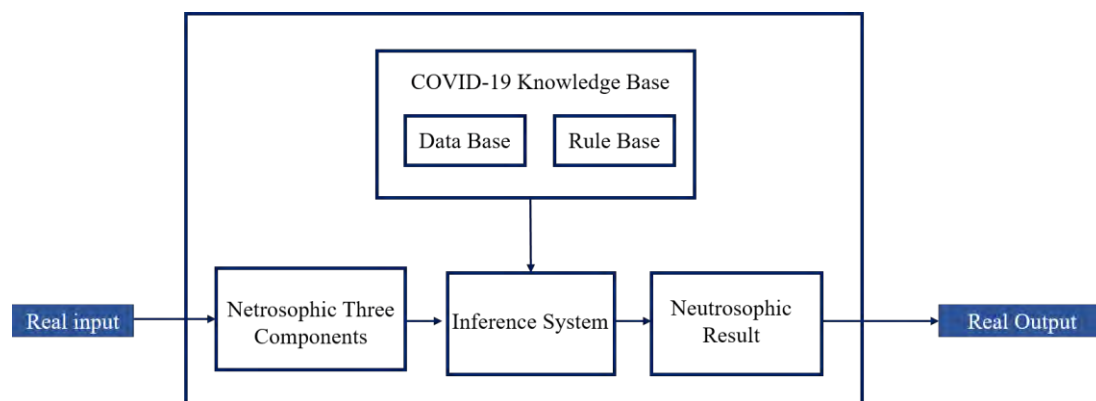 COVID-19 Knowledge Base
Data Base
Rule Base
Real input
Netrosophic Three
Components
Inference System
Neutrosophic
Result
Real Output